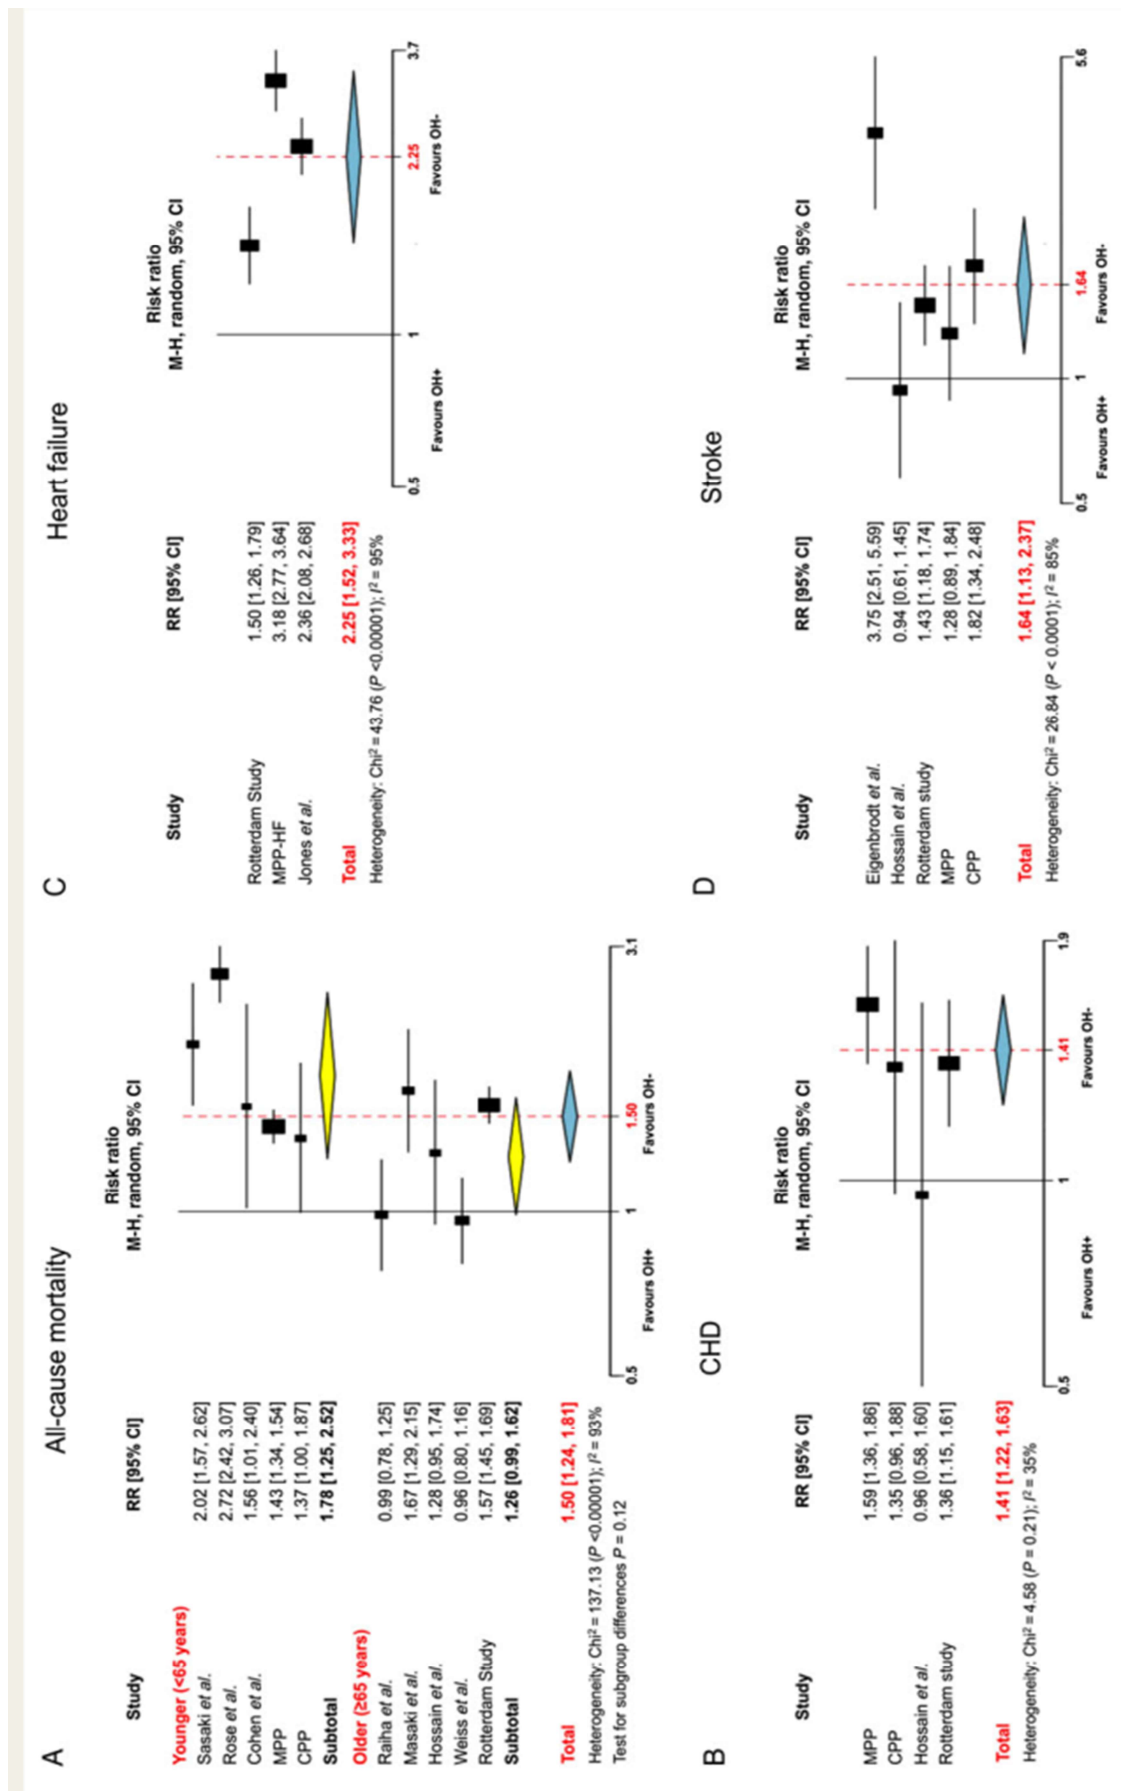 A All-cause mortality
Study RR [95% CI] Risk ratio
M-H, random, 95% CI
Younger (<65 years)
Sasaki et al. 2.02 [1.57, 2.62]
Rose et al. 2.72 [2.42, 3.07]
Cohen et al. 1.56 [1.01, 2.40]
MPP 1.43 [1.34, 1.54]
CPP 1.37 [1.00, 1.87]
Subtotal 1.78 [1.25, 2.52]
Older (≥65 years)
Raiha et al. 0.99 [0.78, 1.25]
Masaki et al. 1.67 [1.29, 2.15]
Hossain et al. 1.28 [0.95, 1.74]
Weiss et al. 0.96 [0.80, 1.16]
Rotterdam Study 1.57 [1.45, 1.69]
Subtotal 1.26 [0.99, 1.62]
Total 1.50 [1.24, 1.81]
Heterogeneity: Chi² = 137.13 (P <0.00001); I² = 93%
Test for subgroup differences P = 0.12
0.5 1 1.50 3.1
Favours OH+ Favours OH-
B CHD
Study RR [95% CI] Risk ratio
M-H, random, 95% CI
MPP 1.59 [1.36, 1.86]
CPP 1.35 [0.96, 1.88]
Hossain et al. 0.96 [0.58, 1.60]
Rotterdam study 1.36 [1.15, 1.61]
Total 1.41 [1.22, 1.63]
Heterogeneity: Chi² = 4.58 (P = 0.21); I² = 35%
0.5 1 1.41 1.9
Favours OH+ Favours OH-
C Heart failure
Study RR [95% CI] Risk ratio
M-H, random, 95% CI
Rotterdam Study 1.50 [1.26, 1.79]
MPP-HF 3.18 [2.77, 3.64]
Jones et al. 2.36 [2.08, 2.68]
Total 2.25 [1.52, 3.33]
Heterogeneity: Chi² = 43.76 (P <0.00001); I² = 95%
0.5 1 2.25 3.7
Favours OH+ Favours OH-
D Stroke
Study RR [95% CI] Risk ratio
M-H, random, 95% CI
Eigenbrodt et al. 3.75 [2.51, 5.59]
Hossain et al. 0.94 [0.61, 1.45]
Rotterdam study 1.43 [1.18, 1.74]
MPP 1.28 [0.89, 1.84]
CPP 1.82 [1.34, 2.48]
Total 1.64 [1.13, 2.37]
Heterogeneity: Chi² = 26.84 (P < 0.0001); I² = 85%
0.5 1 1.64 5.6
Favours OH+ Favours OH-